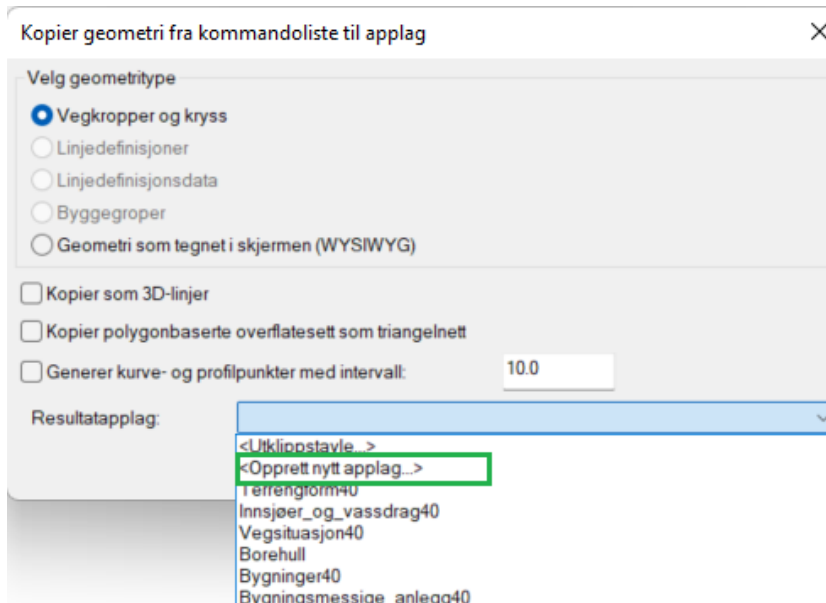 Kopier geometri fra kommandoliste til applag
Velg geometritype
Vegkropper og kryss
Linjedefinisjoner
Linjedefinisjonsdata
Byggegroper
Geometri som tegnet i skjermen (WYSIWYG)
Kopier som 3D-linjer
Kopier polygonbaserte overflatesett som triangelnett
Generer kurve- og profilpunkter med intervall: 10.0
Resultatapplag:
<Utklippstavle...>
<Opprett nytt applag...>
Terrengform40
Innsjøer_og_vassdrag40
Vegsituasjon40
Borehull
Bygninger40
Bygningsmessige_anlegg40